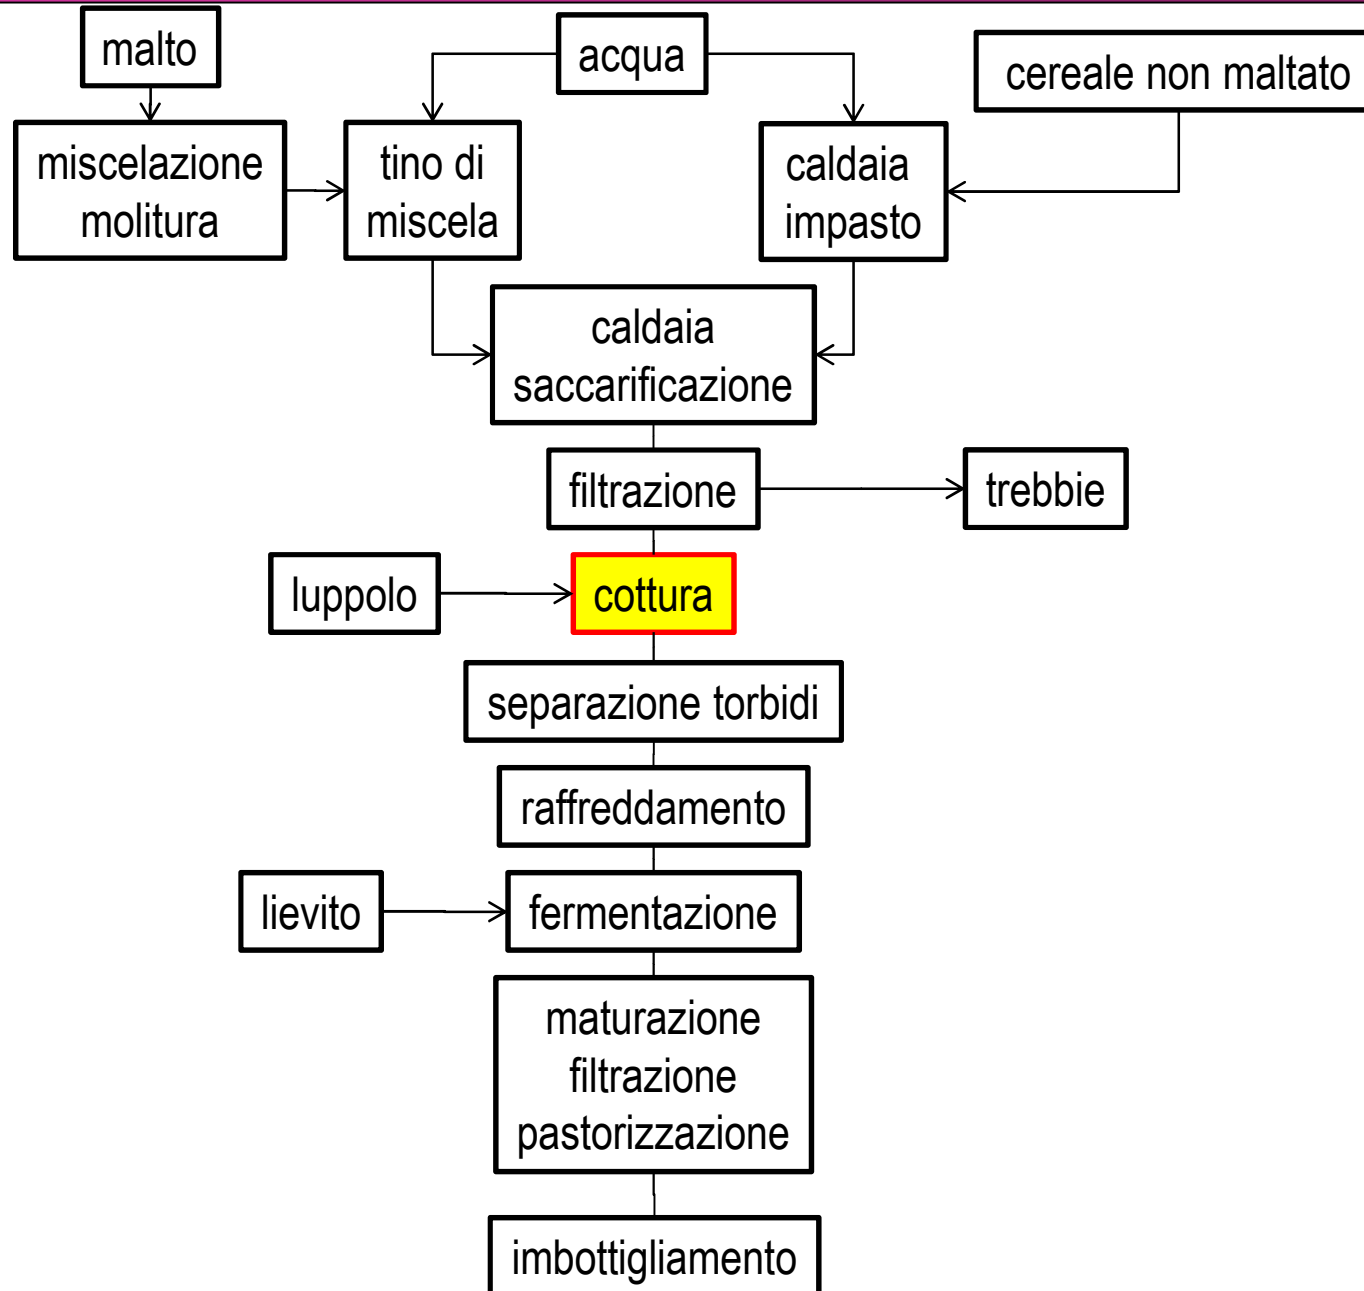 malto
acqua
cereale non maltato
miscelazione
molitura
tino di
miscela
caldaia
impasto
caldaia
saccarificazione
filtrazione
trebbie
luppolo
cottura
separazione torbidi
raffreddamento
lievito
fermentazione
maturazione
filtrazione
pastorizzazione
imbottigliamento